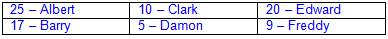 25 – Albert 10 – Clark 20 – Edward
17 – Barry 5 – Damon 9 – Freddy